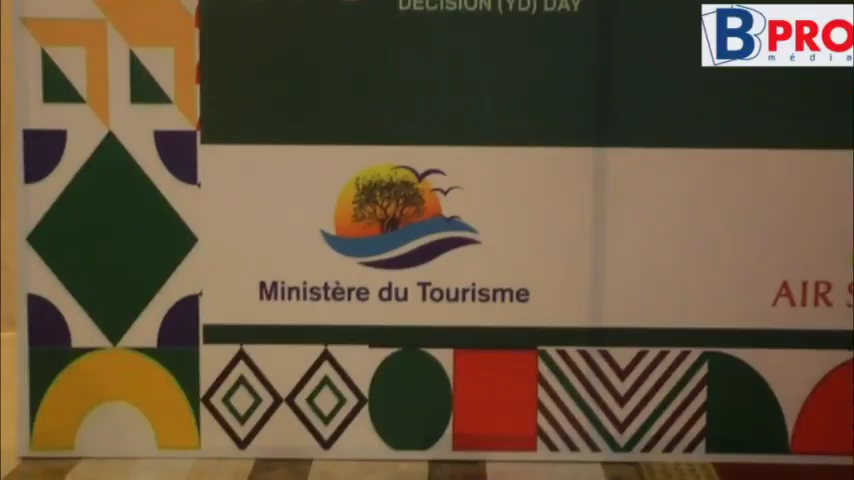 DECISION (YD) DAY
BPRO
média
Ministère du Tourisme
AIR S